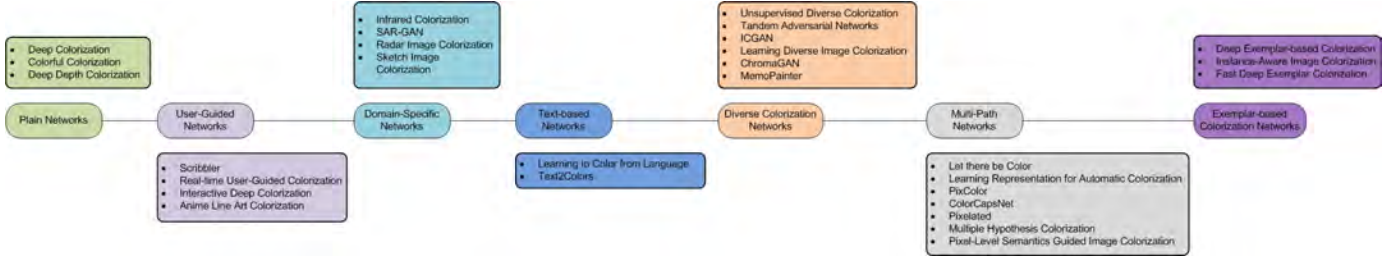 Deep Colorization
Colorful Colorization
Deep Depth Colorization
Plain Networks
User-Guided
Networks
Scribbler
Real-time User-Guided Colorization
Interactive Deep Colorization
Anime Line Art Colorization
Infrared Colorization
SAR-GAN
Radar Image Colorization
Sketch Image
Colorization
Domain-Specific
Networks
Text-based
Networks
Learning to Color from Language
Text2Colors
Unsupervised Diverse Colorization
Tandem Adversarial Networks
ICGAN
Learning Diverse Image Colorization
ChromaGAN
MemoPainter
Diverse Colorization
Networks
Multi-Path
Networks
Let there be Color
Learning Representation for Automatic Colorization
PixColor
ColorCapsNet
Pixelated
Multiple Hypothesis Colorization
Pixel-Level Semantics Guided Image Colorization
Deep Exemplar-based Colorization
Instance-Aware Image Colorization
Fast Deep Exemplar Colorization
Exemplar-based
Colorization Networks